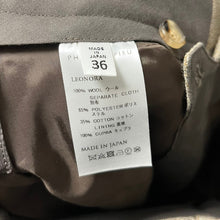 MADE
IN
JAPAN
36
LEONORA
100% WOOL ウール
SEPARATE CLOTH
別布
65% POLYESTER ポリエ
ステル
35% COTTON コットン
LINING 裏地
100% CUPRA キュプラ
MADE IN JAPAN